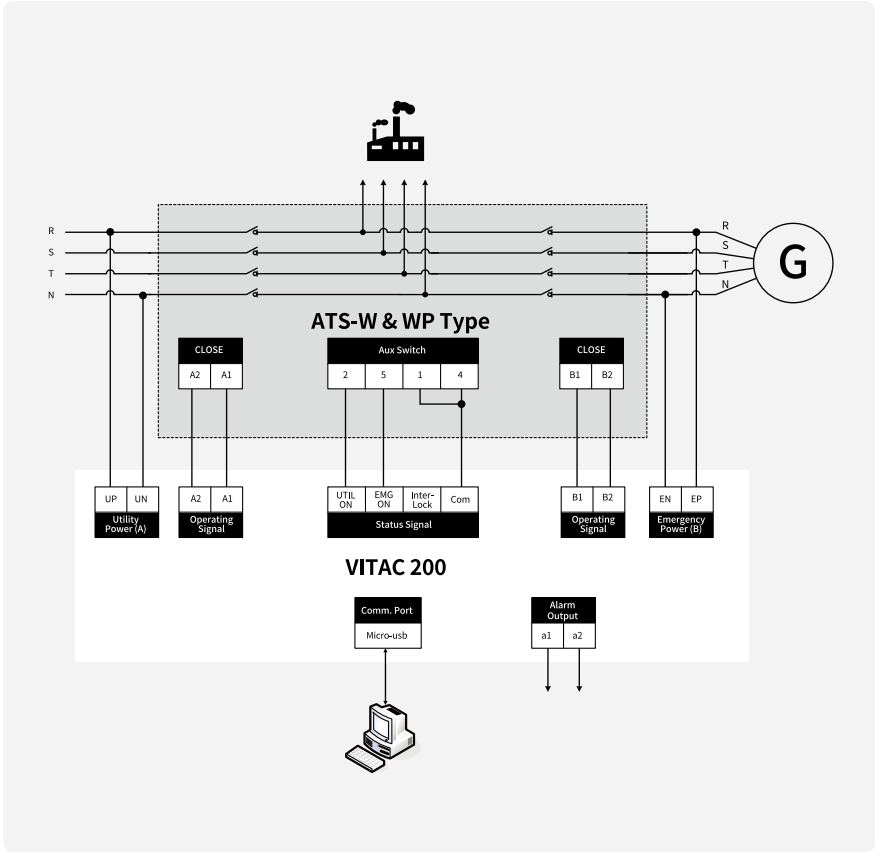 R
S
T
N
R
S
T
N
G
ATS-W & WP Type
CLOSE
A2 A1
Aux Switch
2 5 1 4
CLOSE
B1 B2
UP UN
Utility
Power (A)
A2 A1
Operating
Signal
UTIL
ON
EMG
ON
Inter-
Lock
Com
Status Signal
B1 B2
Operating
Signal
EN EP
Emergency
Power (B)
VITAC 200
Comm. Port
Micro-usb
Alarm
Output
a1 a2